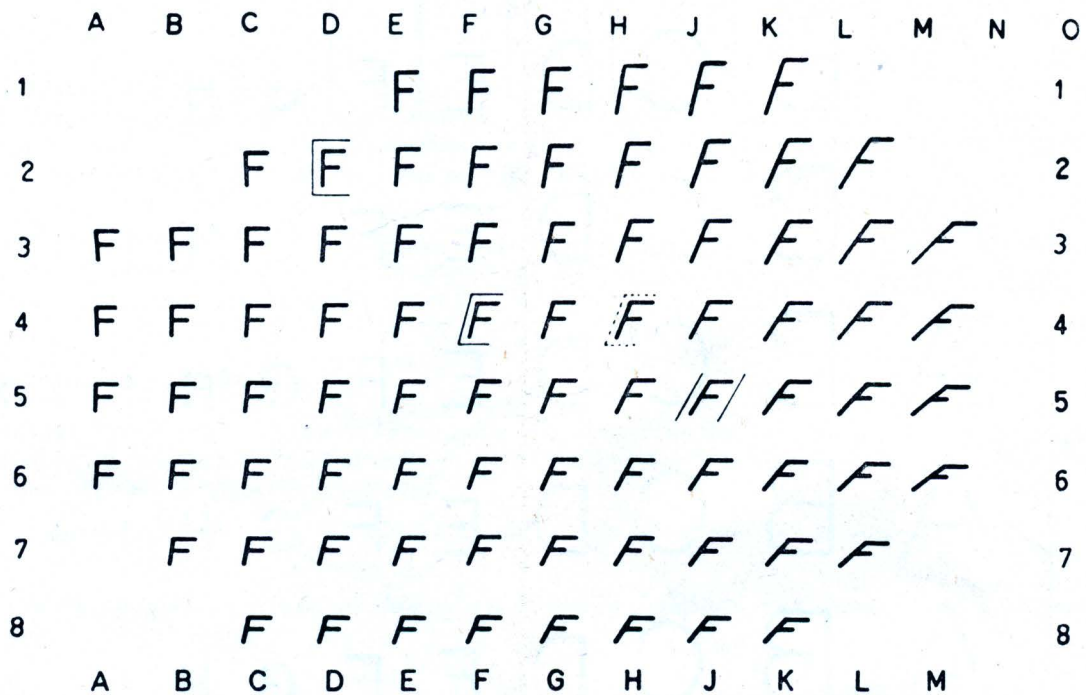 A B C D E F G H J K L M N O
1 F F F F F F 1
2 F F F F F F F F F 2
3 F F F F F F F F F F F F 3
4 F F F F F F F F F F F F 4
5 F F F F F F F F F F F F 5
6 F F F F F F F F F F F F 6
7 F F F F F F F F F F 7
8 F F F F F F F F 8
A B C D E F G H J K L M